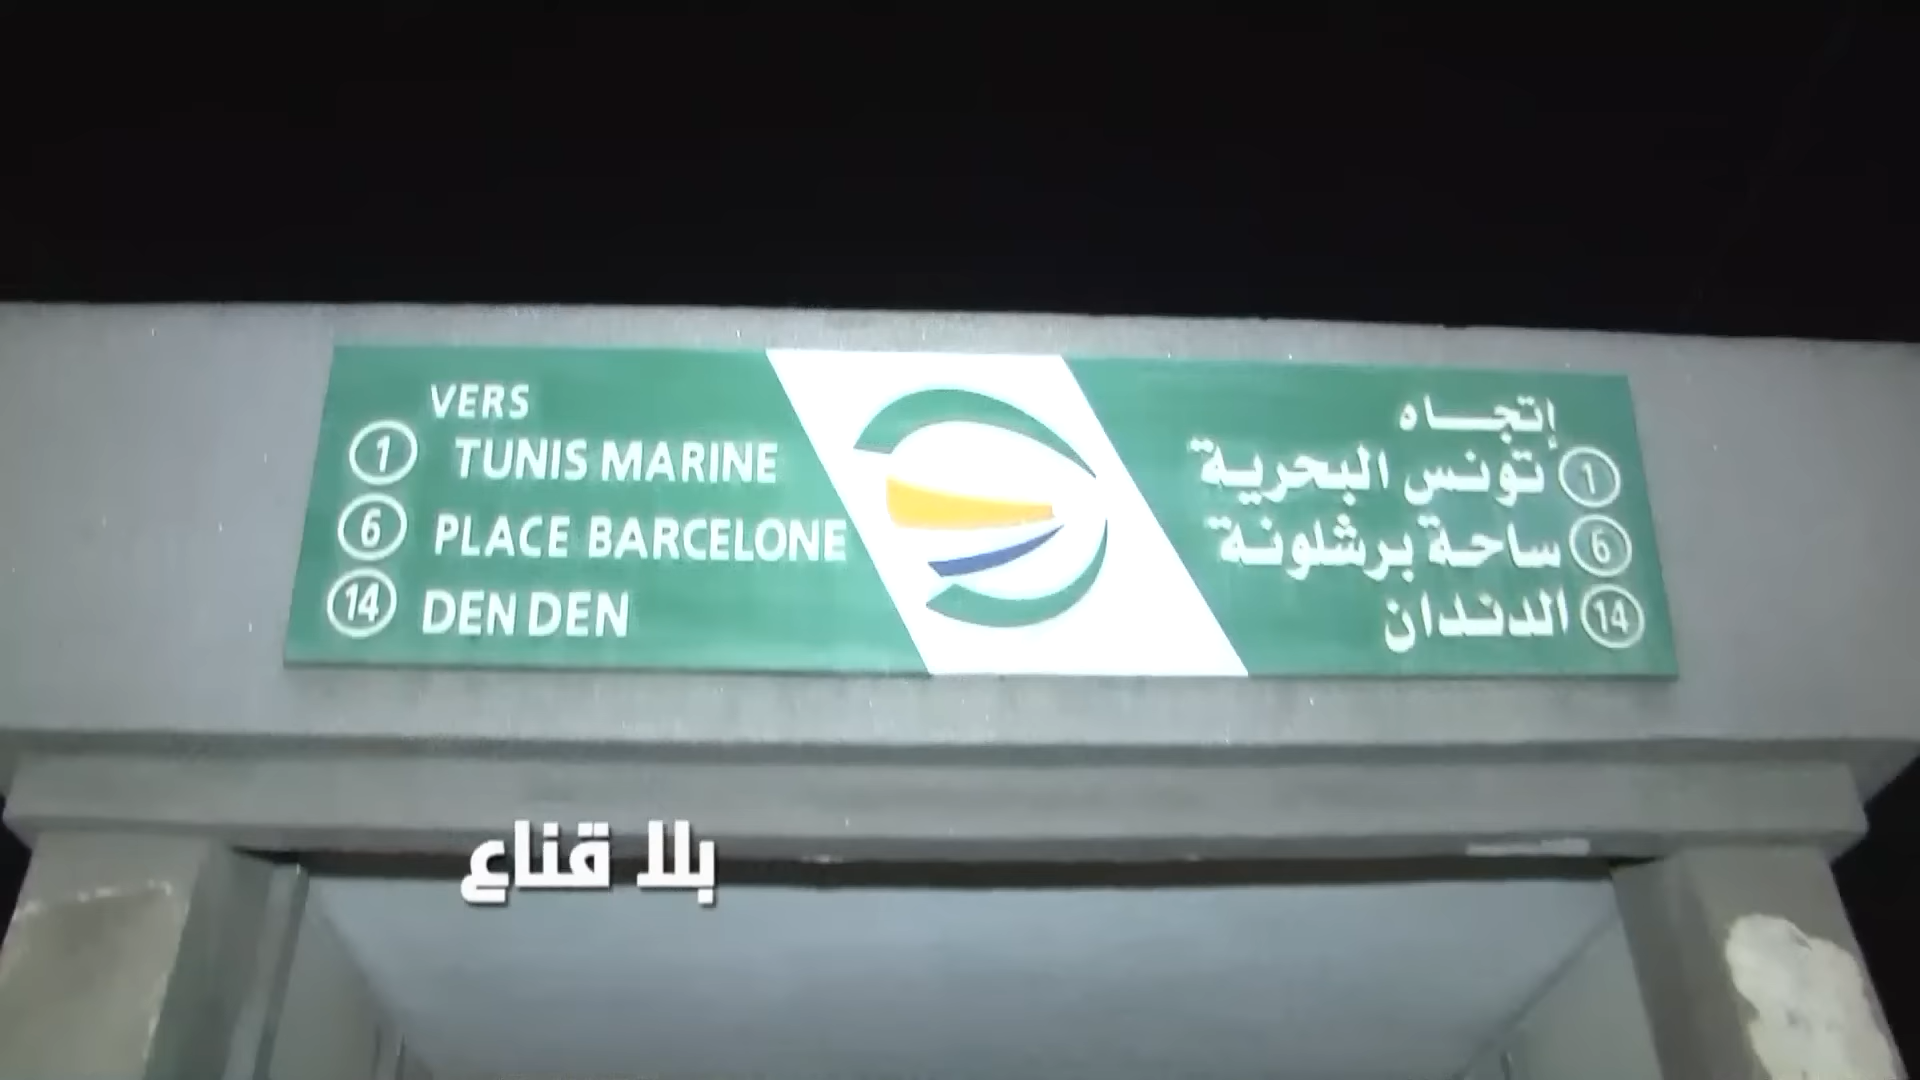 VERS
1 TUNIS MARINE
6 PLACE BARCELONE
14 DEN DEN
إتجــــاه
1 تونس البحرية
6 ساحة برشلونة
14 الدندان
بلا قناع